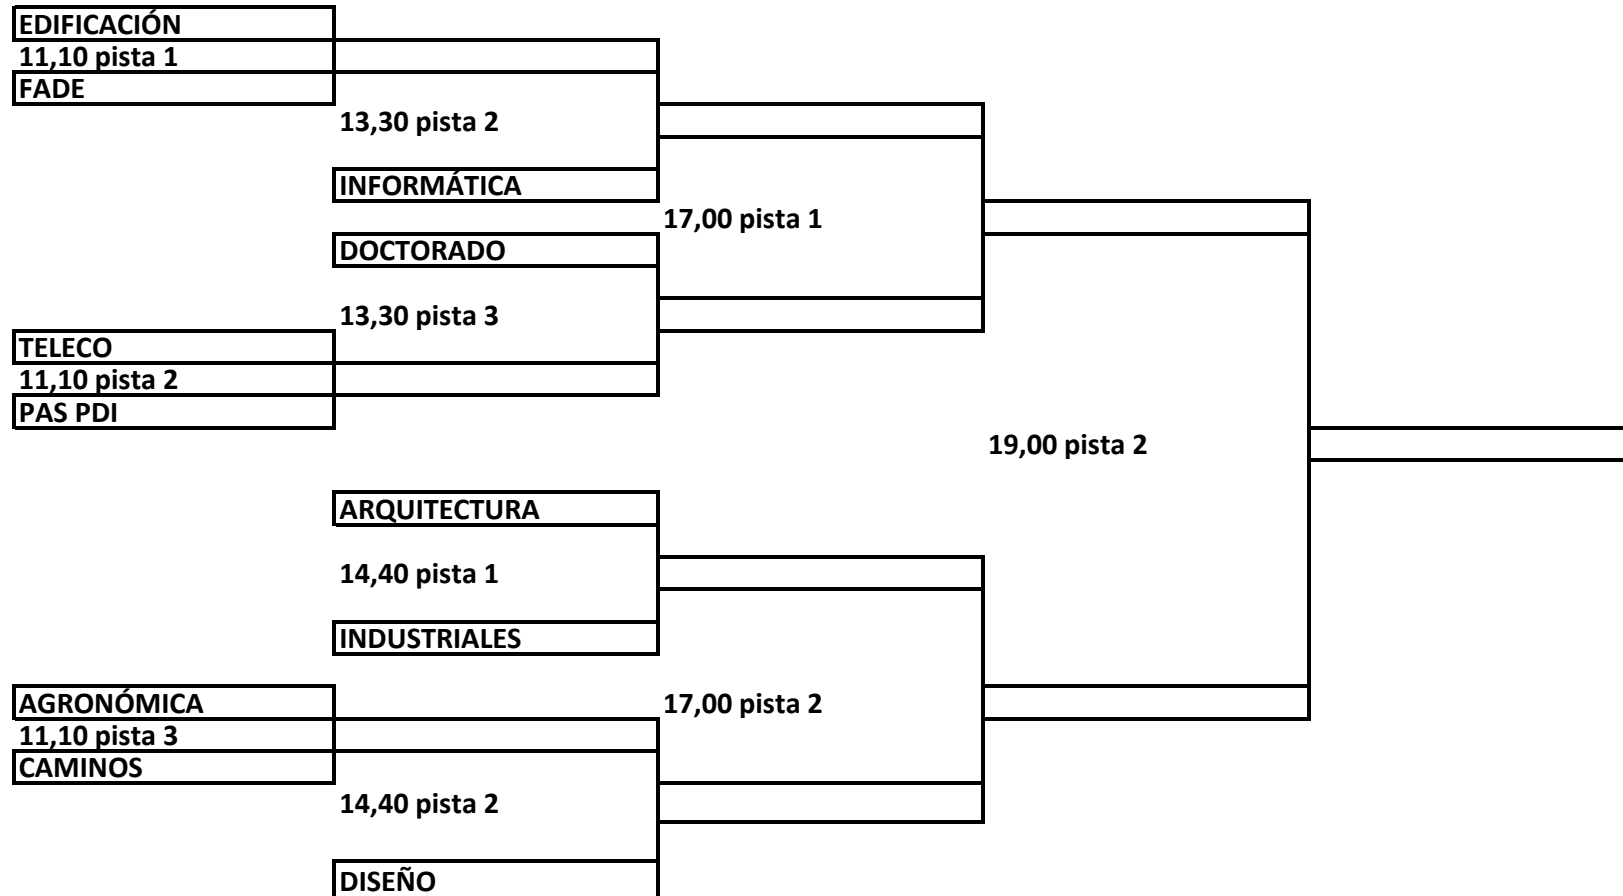 EDIFICACIÓN
11,10 pista 1
FADE
13,30 pista 2
INFORMÁTICA
17,00 pista 1
DOCTORADO
13,30 pista 3
TELECO
11,10 pista 2
PAS PDI
19,00 pista 2
ARQUITECTURA
14,40 pista 1
INDUSTRIALES
AGRONÓMICA
17,00 pista 2
11,10 pista 3
CAMINOS
14,40 pista 2
DISEÑO